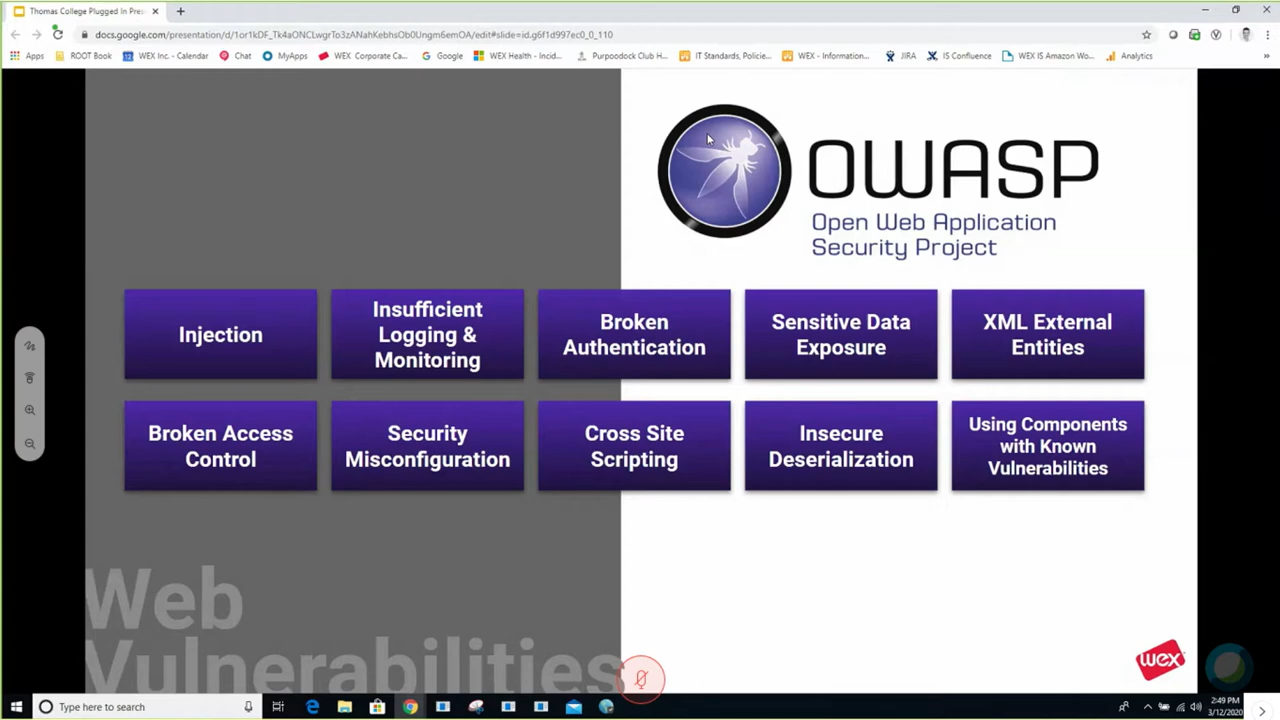 Thomas College Plugged In Pres
docs.google.com/presentation/d/1or1kDF_Tk4aONCLwgrTo3zANahKebhsOb0Ungm6emOA/edit#slide=id.g6f1d997ec0_0_110
Apps ROOT Book WEX Inc. - Calendar Chat MyApps WEX Corporate Ca... Google WEX Health - Incid... Purpoodock Club H... IT Standards, Policie... WEX - Information... JIRA IS Confluence WEX IS Amazon Wo... Analytics
OWASP
Open Web Application
Security Project
Injection
Insufficient
Logging &
Monitoring
Broken
Authentication
Sensitive Data
Exposure
XML External
Entities
Broken Access
Control
Security
Misconfiguration
Cross Site
Scripting
Insecure
Deserialization
Using Components
with Known
Vulnerabilities
Web
Vulnerabilities
wex
Type here to search
2:49 PM
3/12/2020